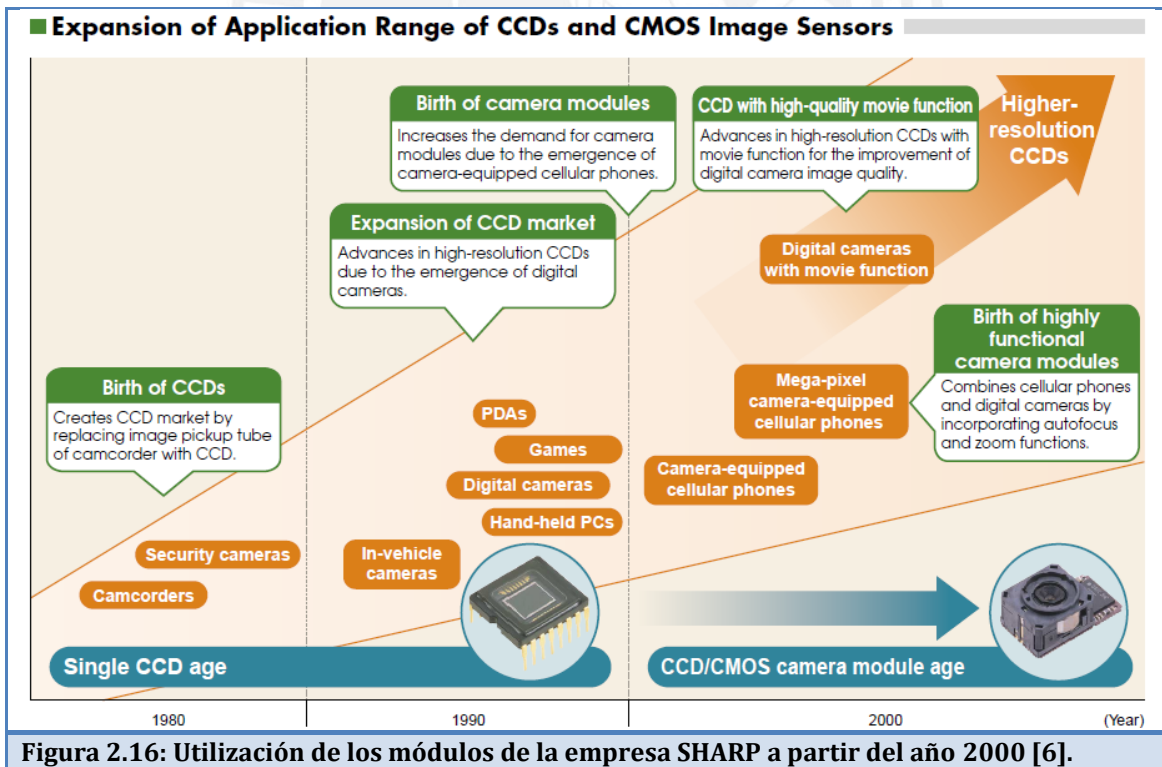 Expansion of Application Range of CCDs and CMOS Image Sensors
Birth of camera modules
Increases the demand for camera
modules due to the emergence of
camera-equipped cellular phones.
CCD with high-quality movie function
Advances in high-resolution CCDs with
movie function for the improvement of
digital camera image quality.
Higher-
resolution
CCDs
Expansion of CCD market
Advances in high-resolution CCDs
due to the emergence of digital
cameras.
Digital cameras
with movie function
Birth of highly
functional
camera modules
Combines cellular phones
and digital cameras by
incorporating autofocus
and zoom functions.
Birth of CCDs
Creates CCD market by
replacing image pickup tube
of camcorder with CCD.
Mega-pixel
camera-equipped
cellular phones
PDAs
Games
Digital cameras
Hand-held PCs
Camera-equipped
cellular phones
Security cameras
Camcorders
In-vehicle
cameras
Single CCD age
CCD/CMOS camera module age
1980
1990
2000
(Year)
Figura 2.16: Utilización de los módulos de la empresa SHARP a partir del año 2000 [6].